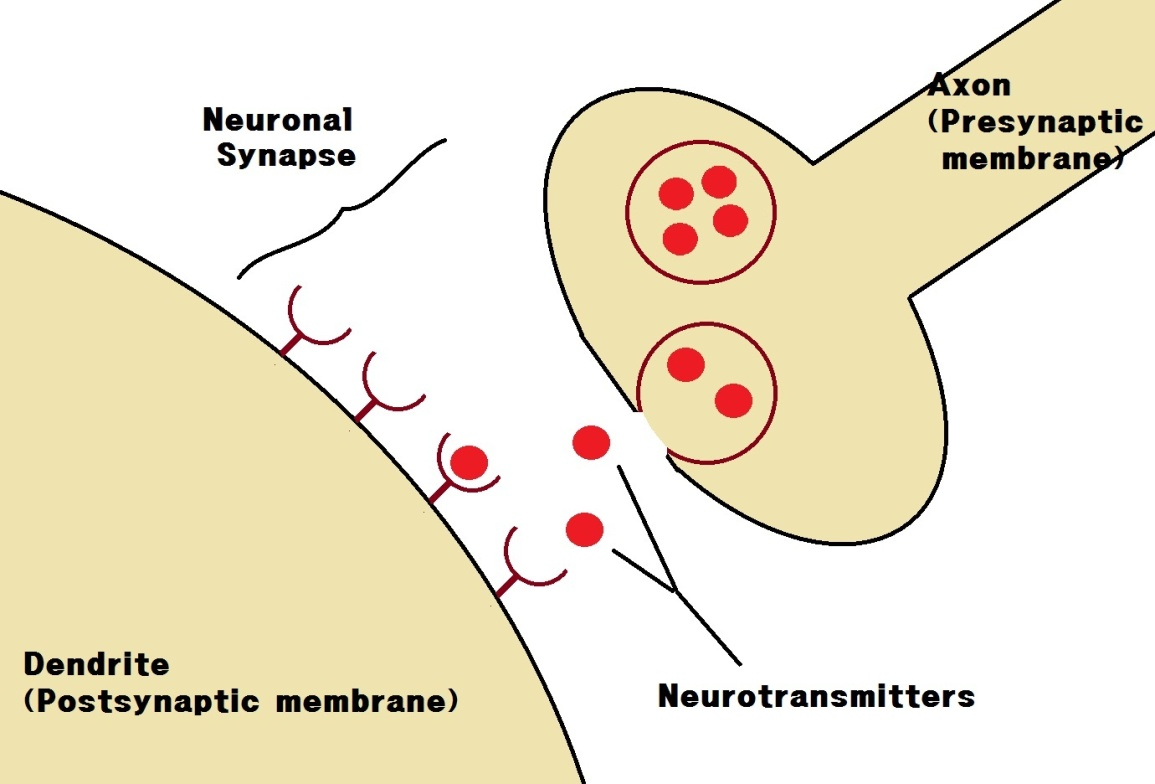 Neuronal
Synapse
Axon
(Presynaptic
membrane)
Dendrite
(Postsynaptic membrane)
Neurotransmitters